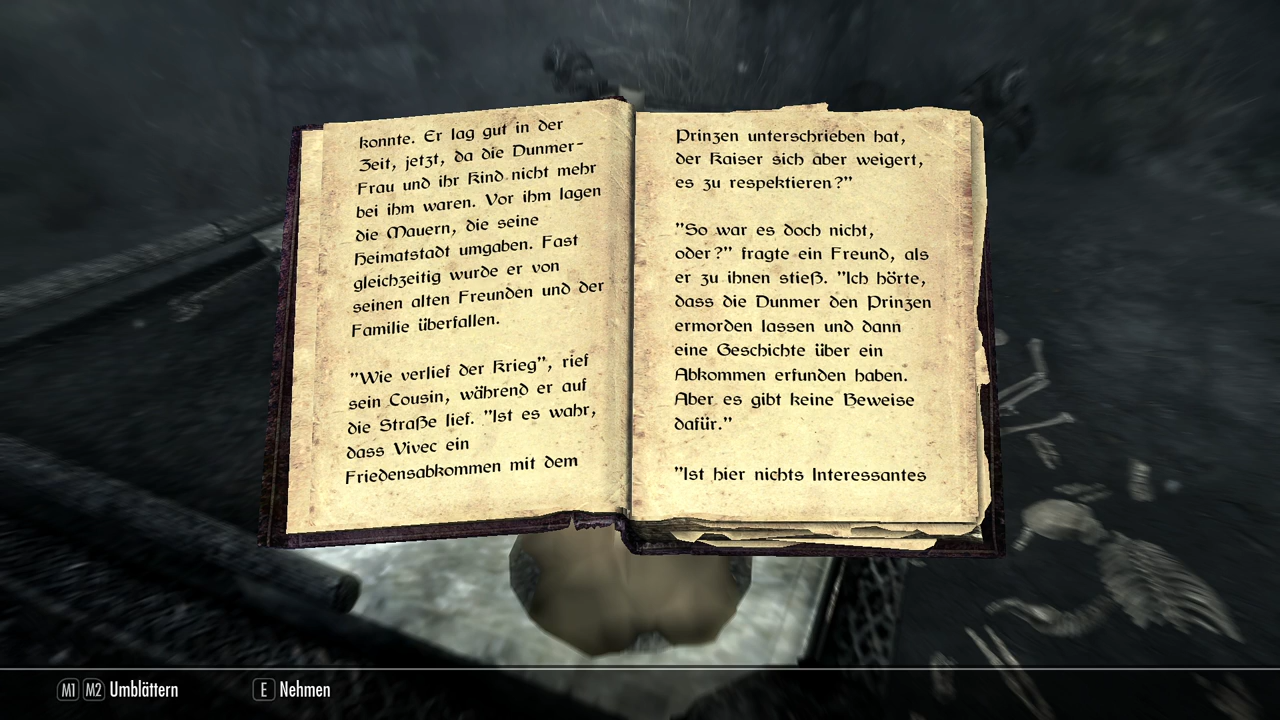 konnte. Er lag gut in der
Zeit, jetzt, da die Dunmer-
Frau und ihr Kind nicht mehr
bei ihm waren. Vor ihm lagen
die Mauern, die seine
Heimatstadt umgaben. Fast
gleichzeitig wurde er von
seinen alten Freunden und der
Familie überfallen.
"Wie verlief der Krieg", rief
sein Cousin, während er auf
die Straße lief. "Ist es wahr,
dass Vivec ein
Friedensabkommen mit dem
Prinzen unterschrieben hat,
der Kaiser sich aber weigert,
es zu respektieren?"
"So war es doch nicht,
oder?" fragte ein Freund, als
er zu ihnen stieß. "Ich hörte,
dass die Dunmer den Prinzen
ermorden lassen und dann
eine Geschichte über ein
Abkommen erfunden haben.
Aber es gibt keine Beweise
dafür."
"Ist hier nichts Interessantes
M1 M2 Umblättern E Nehmen